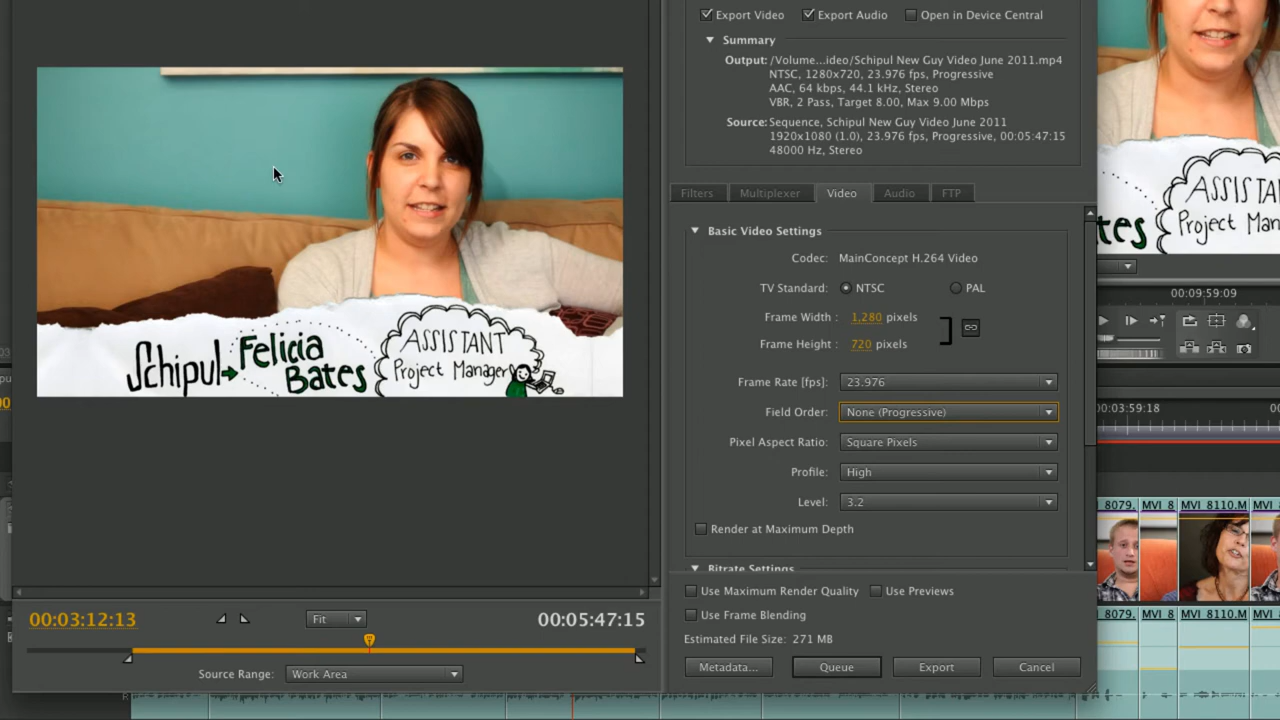 Export Video Export Audio Open in Device Central
Summary
Output: /Volume...ideo/Schipul New Guy Video June 2011.mp4
NTSC, 1280x720, 23.976 fps, Progressive
AAC, 64 kbps, 44.1 kHz, Stereo
VBR, 2 Pass, Target 8.00, Max 9.00 Mbps
Source: Sequence, Schipul New Guy Video June 2011
1920x1080 (1.0), 23.976 fps, Progressive, 00:05:47:15
48000 Hz, Stereo
Filters Multiplexer Video Audio FTP
Basic Video Settings
Codec: MainConcept H.264 Video
TV Standard: NTSC PAL
Frame Width : 1,280 pixels
Frame Height : 720 pixels
Frame Rate [fps]: 23.976
Field Order: None (Progressive)
Pixel Aspect Ratio: Square Pixels
Profile: High
Level: 3.2
Render at Maximum Depth
Bitrate Settings
Use Maximum Render Quality Use Previews
Use Frame Blending
Estimated File Size: 271 MB
Metadata... Queue Export Cancel
Schipul Felicia Bates
ASSISTANT
Project Manager
00:03:12:13 Fit 00:05:47:15
Source Range: Work Area
ASSISTA
tes Project Man
00:09:59:09
00:03:59:18
8079. MVI_8 MVI_8110.M MVI
8079. MVI_8 MVI_8110.M MVI_